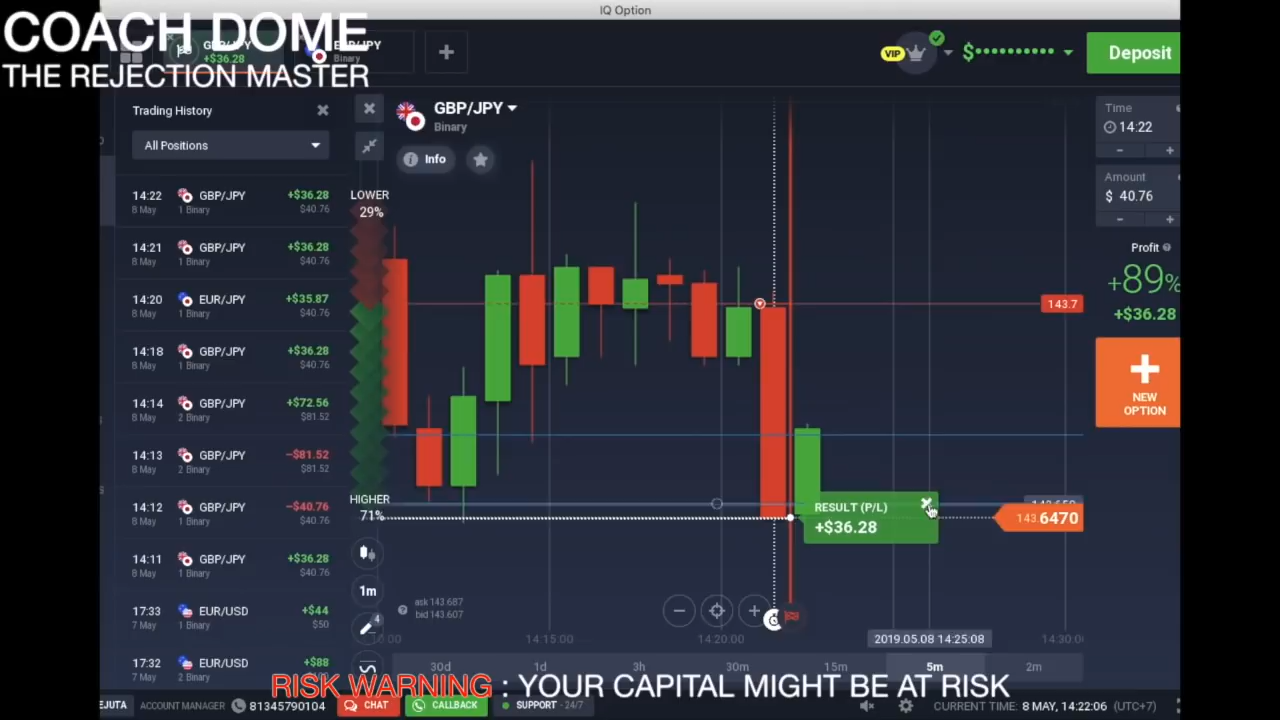 IQ Option
COACH DOME
THE REJECTION MASTER
+$36.28
Binary
VIP
$••••••••••
Deposit
Trading History
All Positions
14:22 GBP/JPY +$36.28
8 May 1 Binary $40.76
14:21 GBP/JPY +$36.28
8 May 1 Binary $40.76
14:20 EUR/JPY +$35.87
8 May 1 Binary $40.76
14:18 GBP/JPY +$36.28
8 May 1 Binary $40.76
14:14 GBP/JPY +$72.56
8 May 2 Binary $81.52
14:13 GBP/JPY −$81.52
8 May 2 Binary $81.52
14:12 GBP/JPY −$40.76
8 May 1 Binary $40.76
14:11 GBP/JPY +$36.28
8 May 1 Binary $40.76
17:33 EUR/USD +$44
7 May 1 Binary $50
17:32 EUR/USD +$88
7 May
LOWER
29%
HIGHER
71%
GBP/JPY
Binary
Info
143.7
RESULT (P/L)
+$36.28
143.6470
1m
4
ask 143.687
bid 143.607
14:15:00
14:20:00
2019.05.08 14:25:08
14:30:0
30d 1d 3h 30m 15m 5m 2m
Time
14:22
Amount
$ 40.76
Profit
+89%
+$36.28
NEW
OPTION
RISK WARNING : YOUR CAPITAL MIGHT BE AT RISK
EJUTA ACCOUNT MANAGER 81345790104 CHAT CALLBACK SUPPORT - 24/7 CURRENT TIME: 8 MAY, 14:22:06 (UTC+7)